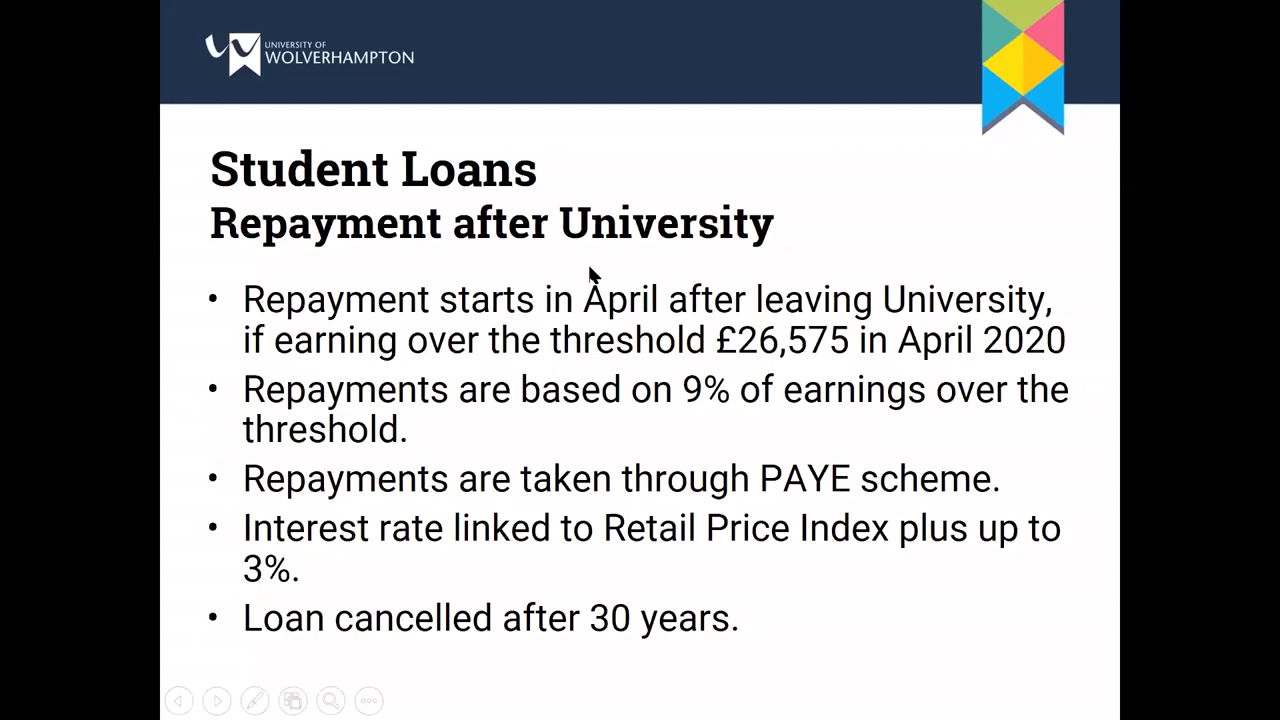 UNIVERSITY OF
WOLVERHAMPTON
Student Loans
Repayment after University
• Repayment starts in April after leaving University,
if earning over the threshold £26,575 in April 2020
• Repayments are based on 9% of earnings over the
threshold.
• Repayments are taken through PAYE scheme.
• Interest rate linked to Retail Price Index plus up to
3%.
• Loan cancelled after 30 years.